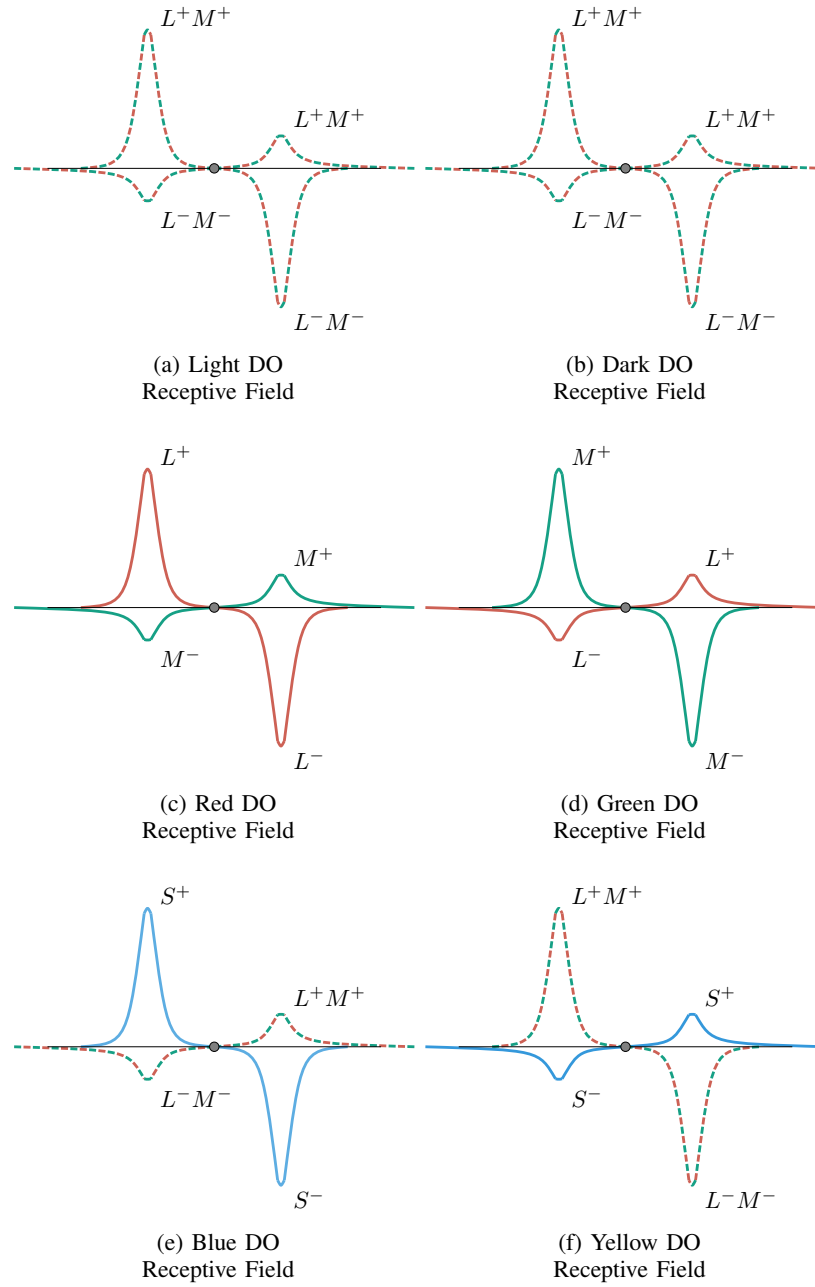 L⁺M⁺
L⁺M⁺
L⁻M⁻
L⁻M⁻
(a) Light DO
Receptive Field
L⁺M⁺
L⁺M⁺
L⁻M⁻
L⁻M⁻
(b) Dark DO
Receptive Field
L⁺
M⁺
M⁻
L⁻
(c) Red DO
Receptive Field
M⁺
L⁺
L⁻
M⁻
(d) Green DO
Receptive Field
S⁺
L⁺M⁺
L⁻M⁻
S⁻
(e) Blue DO
Receptive Field
L⁺M⁺
S⁺
S⁻
L⁻M⁻
(f) Yellow DO
Receptive Field